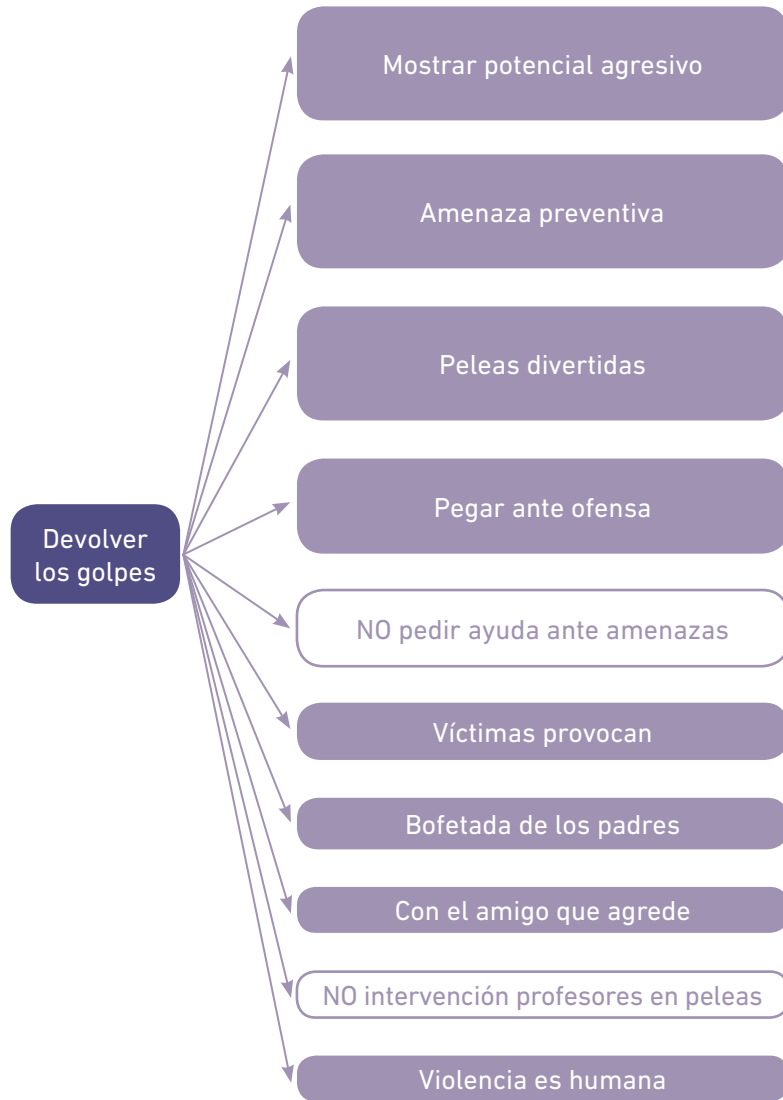 Mostrar potencial agresivo
Amenaza preventiva
Peleas divertidas
Pegar ante ofensa
Devolver
los golpes
NO pedir ayuda ante amenazas
Víctimas provocan
Bofetada de los padres
Con el amigo que agrede
NO intervención profesores en peleas
Violencia es humana